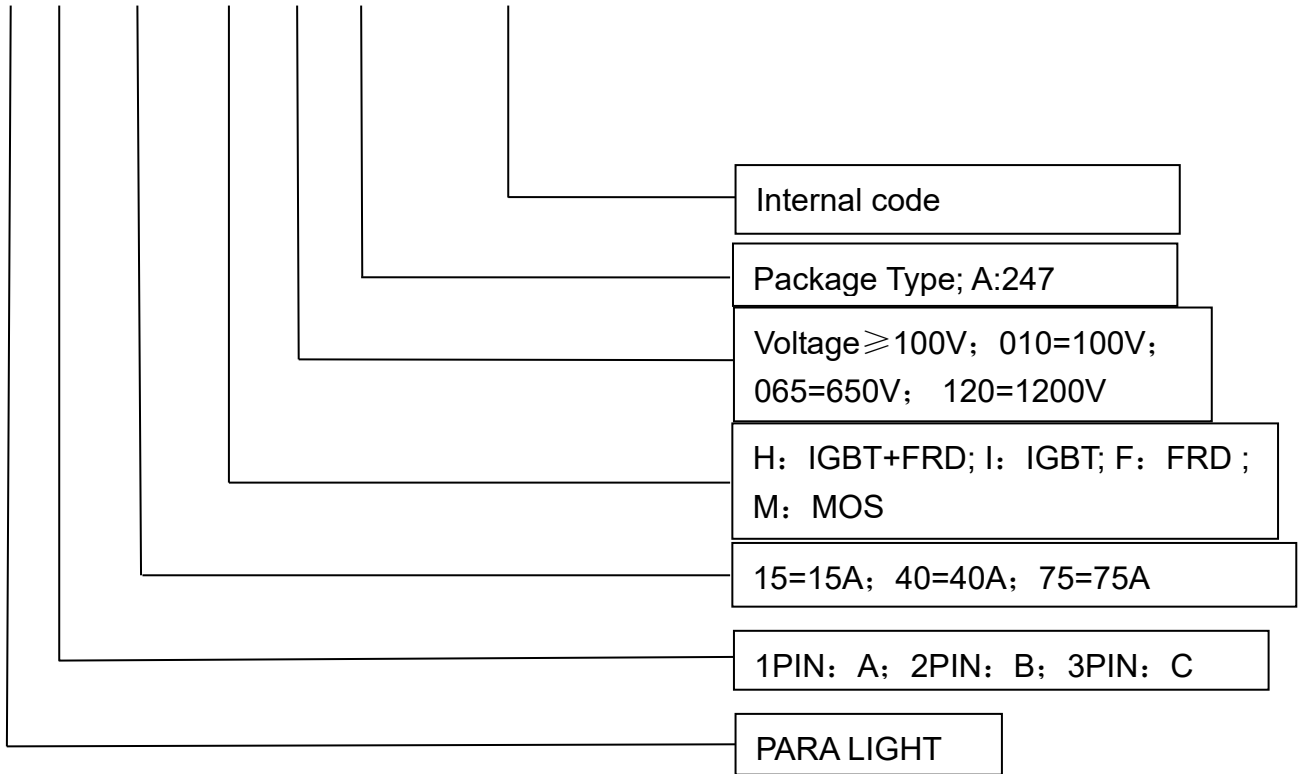 Internal code
Package Type; A:247
Voltage≥100V；010=100V；
065=650V； 120=1200V
H：IGBT+FRD; I：IGBT; F：FRD ;
M：MOS
15=15A；40=40A；75=75A
1PIN：A；2PIN：B；3PIN：C
PARA LIGHT